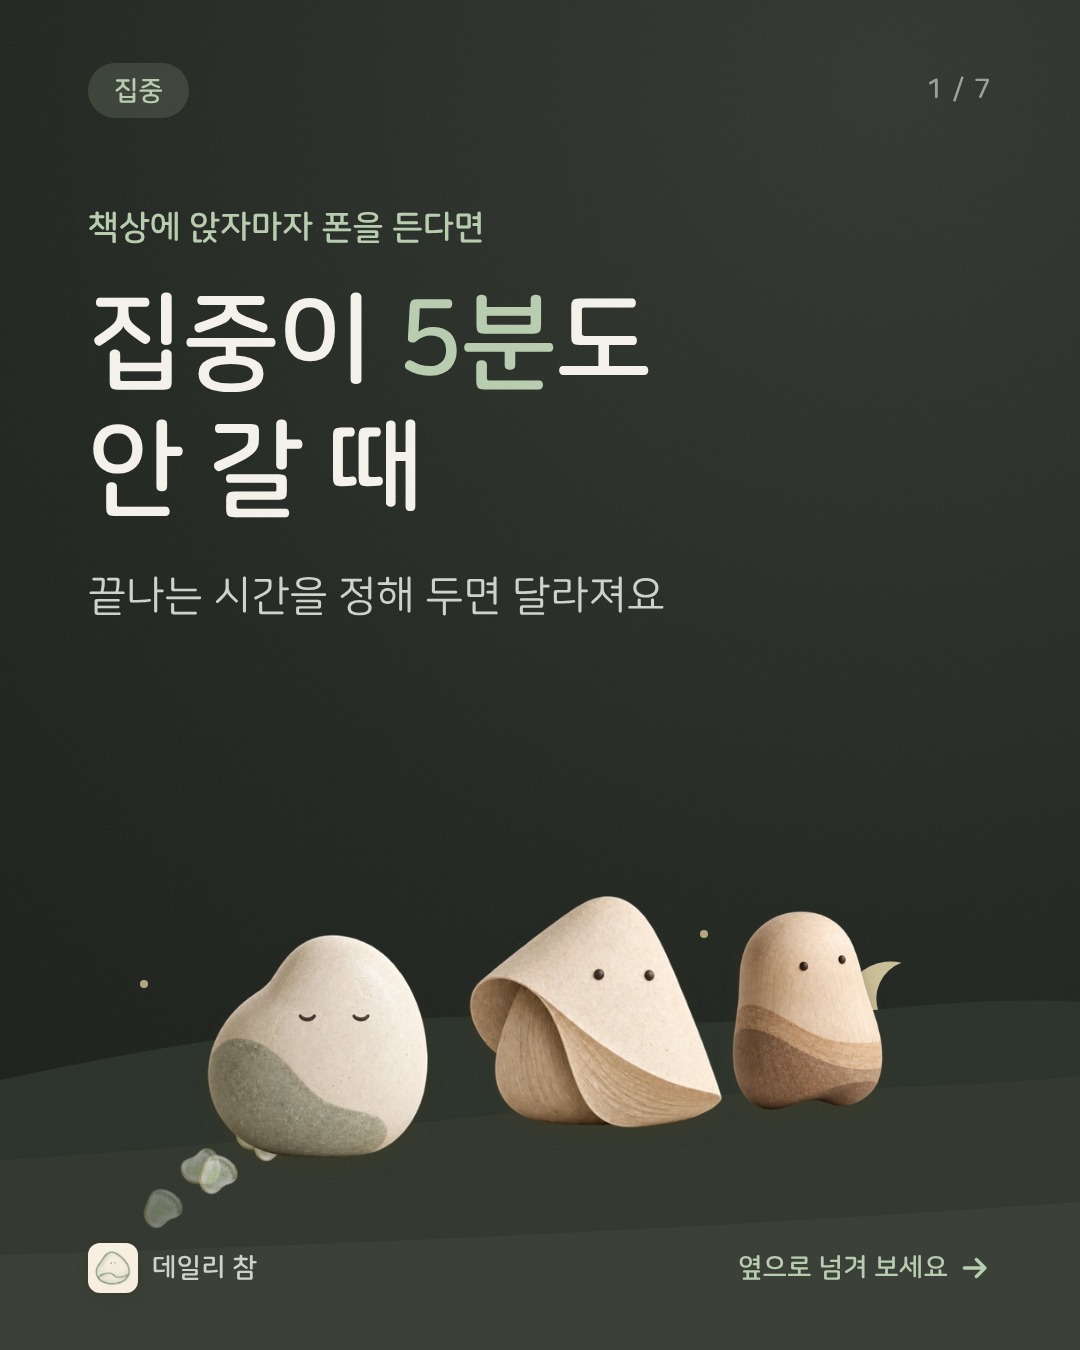 집중
1 / 7
책상에 앉자마자 폰을 든다면
집중이 5분도
안 갈 때
끝나는 시간을 정해 두면 달라져요
데일리 참
옆으로 넘겨 보세요 →